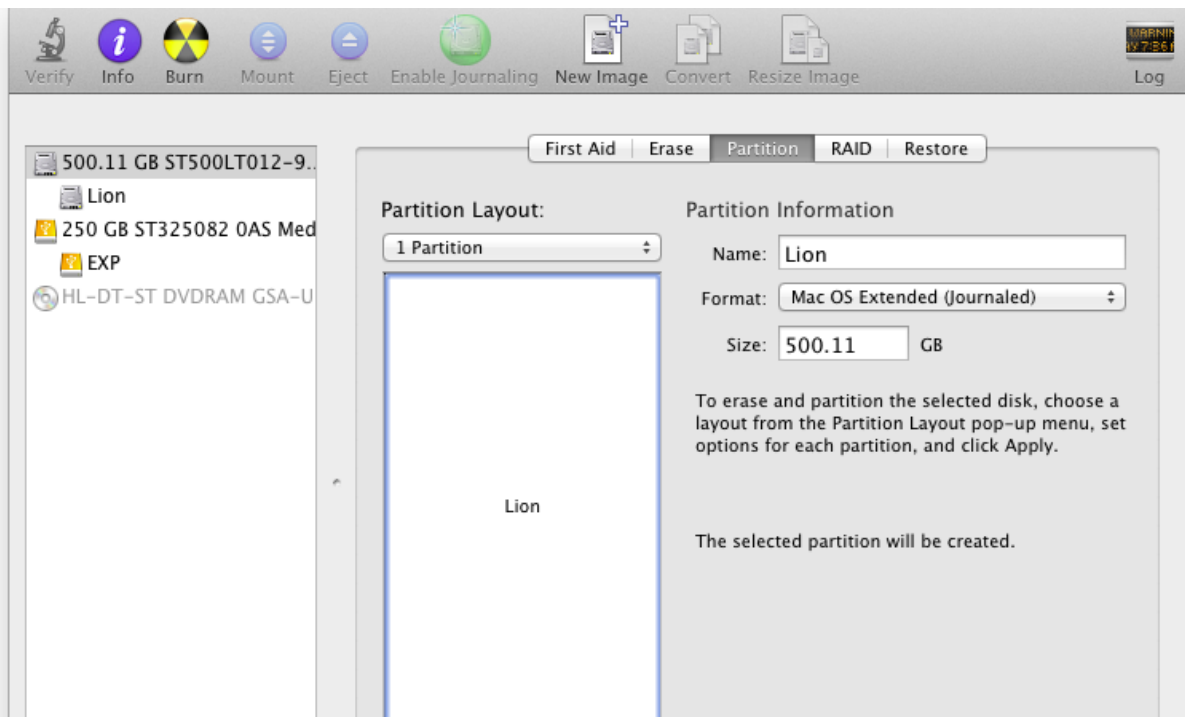 Verify Info Burn Mount Eject Enable Journaling New Image Convert Resize Image Log
First Aid Erase Partition RAID Restore
500.11 GB ST500LT012-9..
Lion
250 GB ST325082 0AS Med
EXP
HL-DT-ST DVDRAM GSA-U
Partition Layout:
1 Partition
Lion
Partition Information
Name: Lion
Format: Mac OS Extended (Journaled)
Size: 500.11 GB
To erase and partition the selected disk, choose a
layout from the Partition Layout pop-up menu, set
options for each partition, and click Apply.
The selected partition will be created.